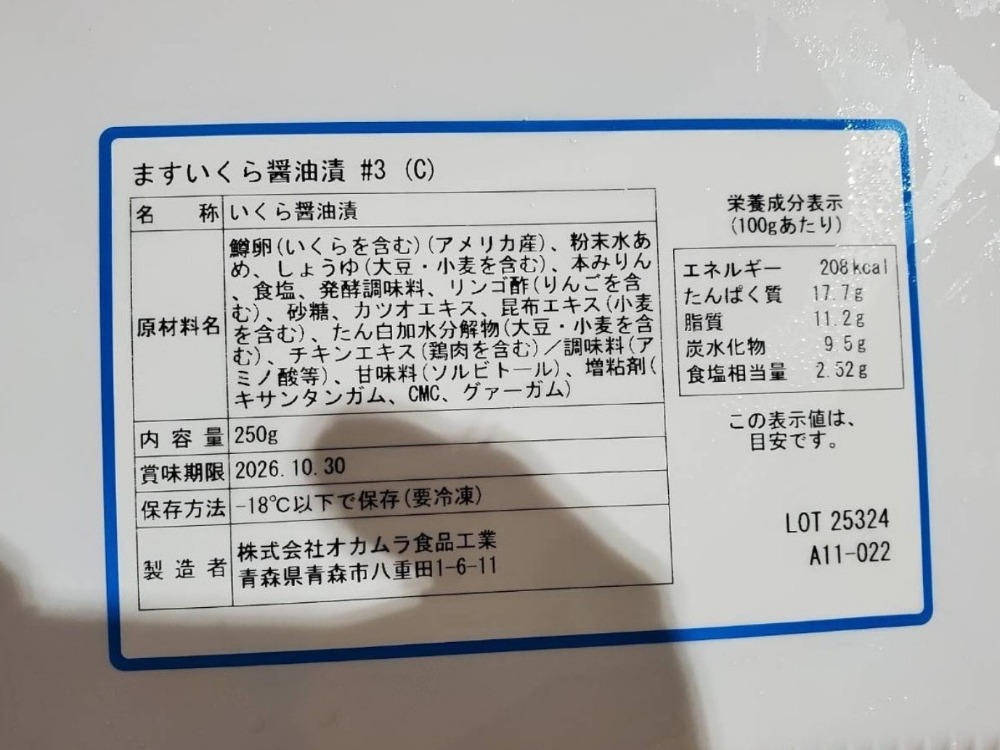 ますいくら醤油漬 #3 (C)
名 称 いくら醤油漬
原材料名
鱒卵(いくらを含む)(アメリカ産)、粉末水あ
め、しょうゆ(大豆・小麦を含む)、本みりん
、食塩、発酵調味料、リンゴ酢(りんごを含
む)、砂糖、カツオエキス、昆布エキス(小麦
を含む)、たん白加水分解物(大豆・小麦を含
む)、チキンエキス(鶏肉を含む)／調味料(ア
ミノ酸等)、甘味料(ソルビトール)、増粘剤(
キサンタンガム、CMC、グァーガム)
内容量 250g
賞味期限 2026.10.30
保存方法 -18℃以下で保存(要冷凍)
製造者
株式会社オカムラ食品工業
青森県青森市八重田1-6-11
栄養成分表示
(100gあたり)
エネルギー 208kcal
たんぱく質 17.7g
脂質 11.2g
炭水化物 9.5g
食塩相当量 2.52g
この表示値は、
目安です。
LOT 25324
A11-022